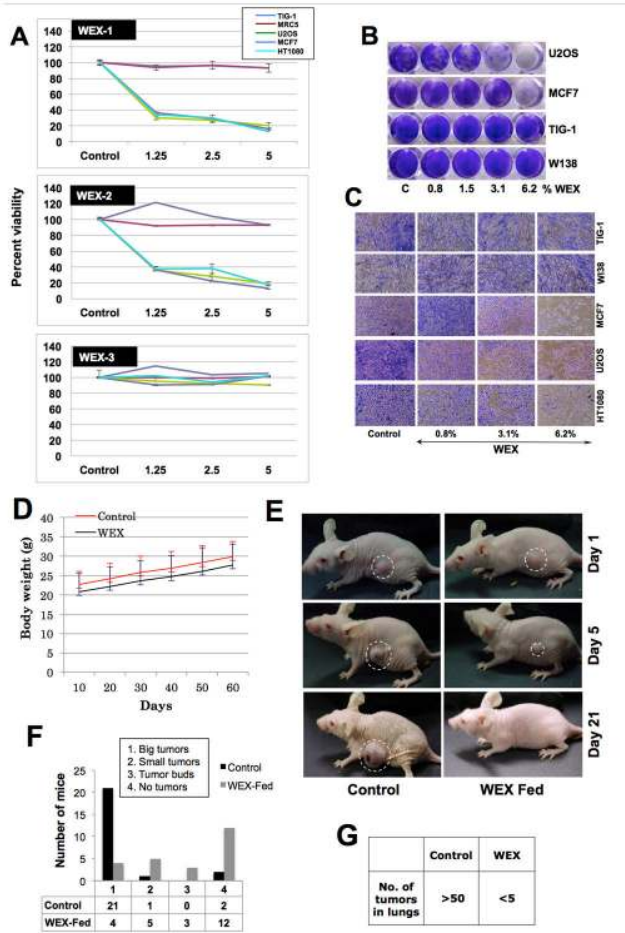 A
WEX-1
TIG-1
MRC5
U2OS
MCF7
HT1080
140
120
100
80
60
40
20
0
Control
1.25
2.5
5
WEX-2
140
120
100
80
60
40
20
0
Control
1.25
2.5
5
WEX-3
140
120
100
80
60
40
20
0
Control
1.25
2.5
5
Percent viability
B
U2OS
MCF7
TIG-1
W138
C 0.8 1.5 3.1 6.2 % WEX
C
TIG-1
WI38
MCF7
U2OS
HT1080
Control 0.8% 3.1% 6.2%
WEX
D
Control
WEX
Body weight (g)
40
35
30
25
20
15
10
5
0
10 20 30 40 50 60
Days
E
Day 1
Day 5
Day 21
Control WEX Fed
F
1. Big tumors
2. Small tumors
3. Tumor buds
4. No tumors
Control
WEX-Fed
Number of mice
25
20
15
10
5
0
1 2 3 4
Control 21 1 0 2
WEX-Fed 4 5 3 12
G
Control WEX
No. of
tumors
in lungs
>50 <5